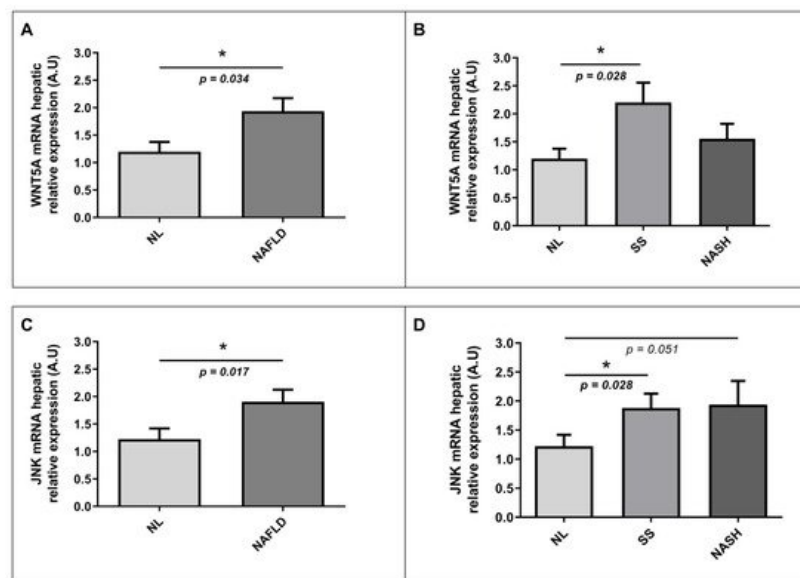 A
WNT5A mRNA hepatic
relative expression (A.U)
3.0
2.5
2.0
1.5
1.0
0.5
0.0
*
p = 0.034
NL
NAFLD
B
WNT5A mRNA hepatic
relative expression (A.U)
3.0
2.5
2.0
1.5
1.0
0.5
0.0
*
p = 0.028
NL
SS
NASH
C
JNK mRNA hepatic
relative expression (A.U)
3.0
2.5
2.0
1.5
1.0
0.5
0.0
*
p = 0.017
NL
NAFLD
D
JNK mRNA hepatic
relative expression (A.U)
3.0
2.5
2.0
1.5
1.0
0.5
0.0
p = 0.051
*
p = 0.028
NL
SS
NASH